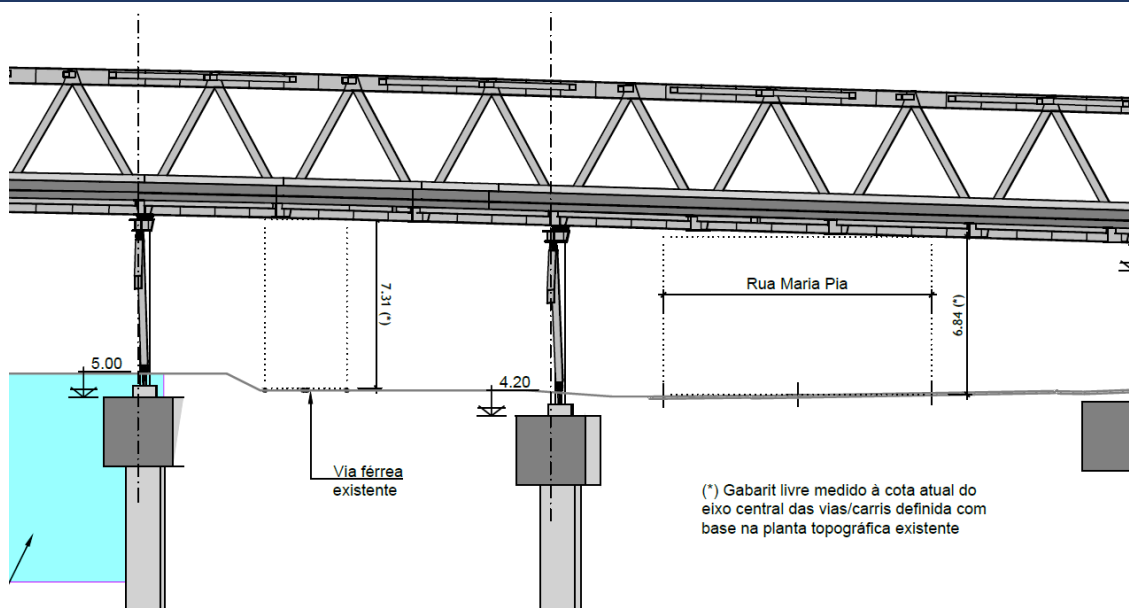 Rua Maria Pia
7.31 (*)
6.84 (*)
5.00
4.20
Via férrea
existente
(*) Gabarit livre medido à cota atual do
eixo central das vias/carris definida com
base na planta topográfica existente